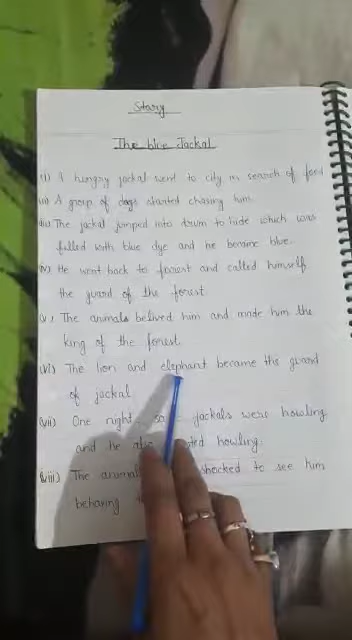 Story
The blue Jackal
(i) A hungry jackal went to city in search of food
(ii) A group of dogs started chasing him.
(iii) The jackal jumped into drum to hide which was
filled with blue dye and he became blue.
(iv) He went back to forest and called himself
the guard of the forest.
(v) The animals belived him and made him the
king of the forest.
(vi) The lion and elephant became the guard
of jackal
(vii) One night jackals were howling
and he howling.
(viii) The shocked to see him
behaving